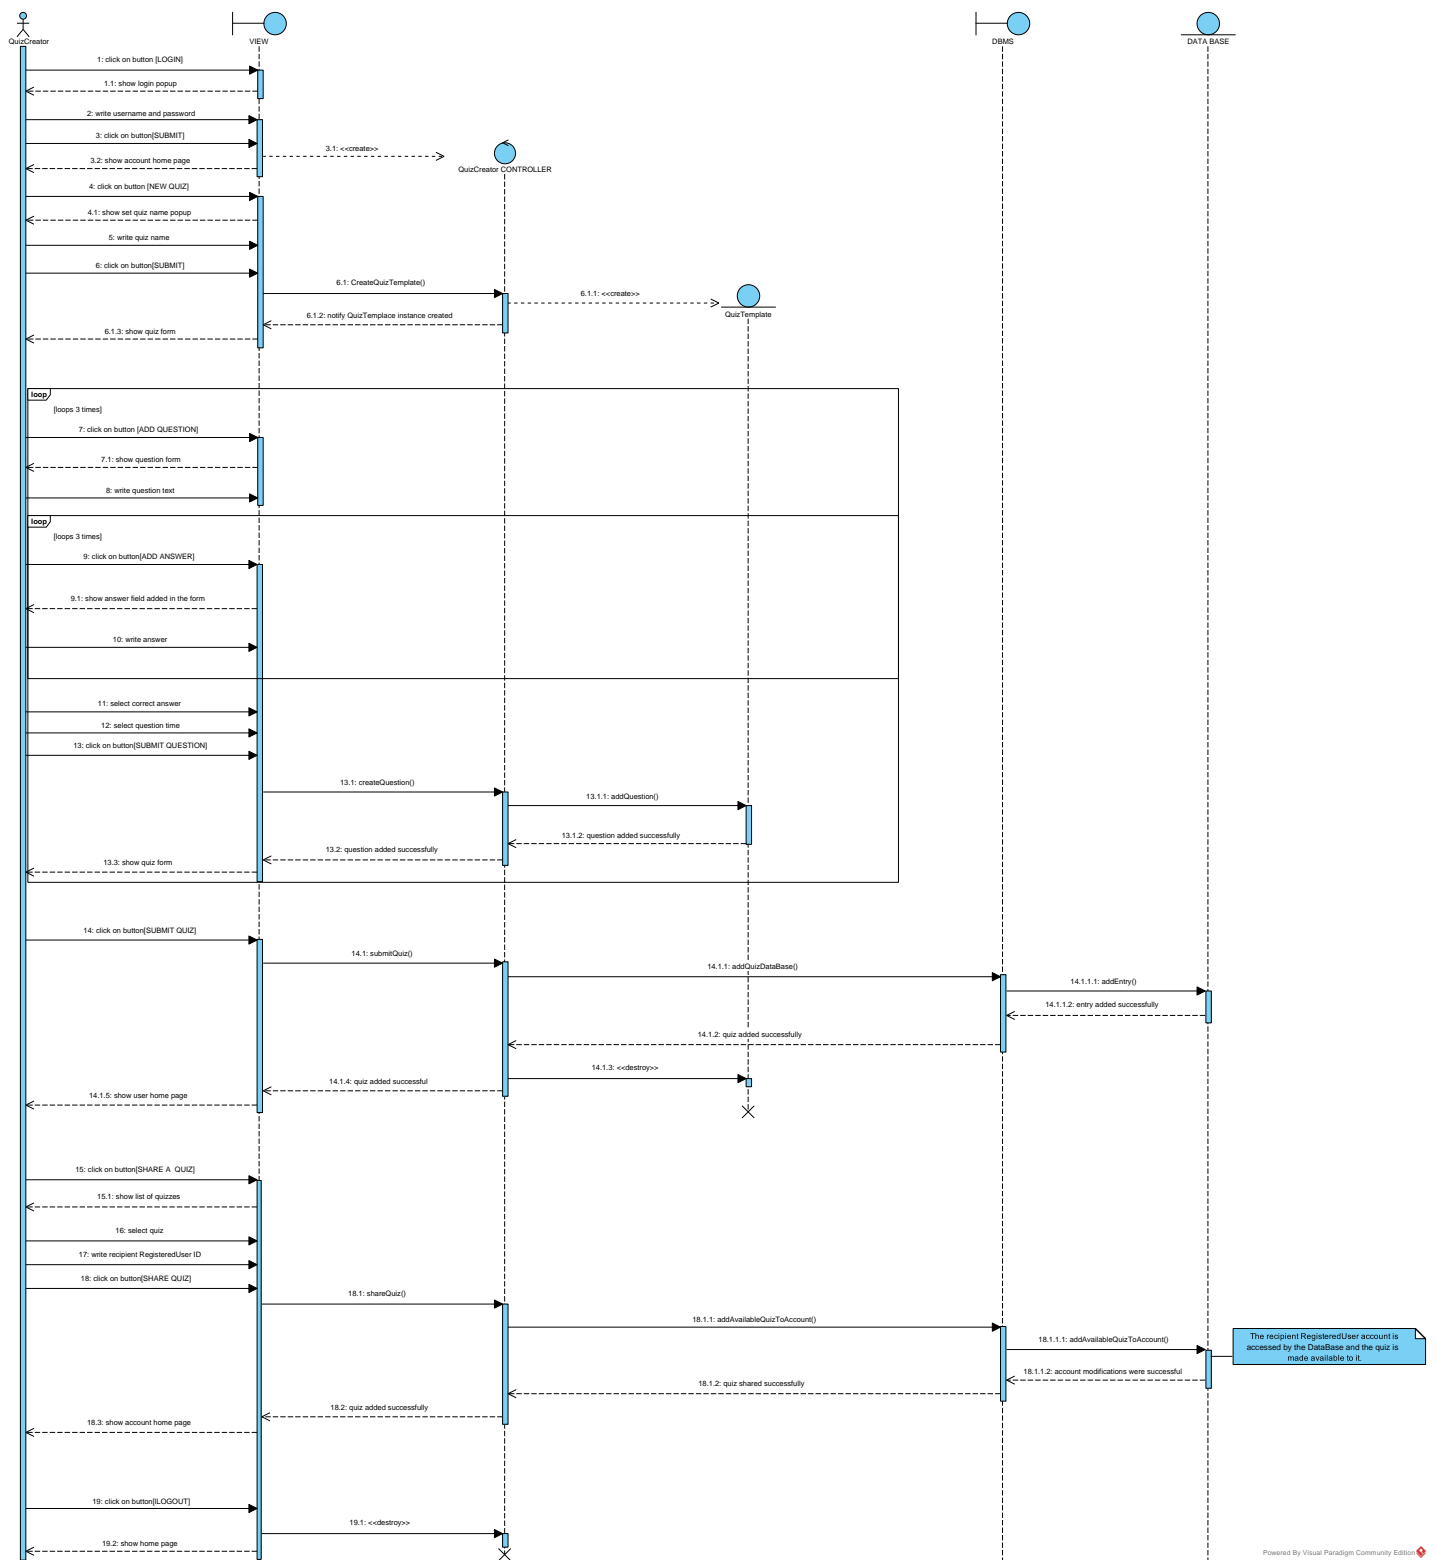 QuizCreator
VIEW
DBMS
DATA BASE
1: click on button [LOGIN]
1.1: show login popup
2: write username and password
3: click on button[SUBMIT]
3.1: <<create>>
3.2: show account home page
QuizCreator CONTROLLER
4: click on button [NEW QUIZ]
4.1: show set quiz name popup
5: write quiz name
6: click on button[SUBMIT]
6.1: CreateQuizTemplate()
6.1.1: <<create>>
6.1.2: notify QuizTemplace instance created
QuizTemplate
6.1.3: show quiz form
loop
[loops 3 times]
7: click on button [ADD QUESTION]
7.1: show question form
8: write question text
loop
[loops 3 times]
9: click on button[ADD ANSWER]
9.1: show answer field added in the form
10: write answer
11: select correct answer
12: select question time
13: click on button[SUBMIT QUESTION]
13.1: createQuestion()
13.1.1: addQuestion()
13.1.2: question added successfully
13.2: question added successfully
13.3: show quiz form
14: click on button[SUBMIT QUIZ]
14.1: submitQuiz()
14.1.1: addQuizDataBase()
14.1.1.1: addEntry()
14.1.1.2: entry added successfully
14.1.2: quiz added successfully
14.1.3: <<destroy>>
14.1.4: quiz added successful
14.1.5: show user home page
15: click on button[SHARE A  QUIZ]
15.1: show list of quizzes
16: select quiz
17: write recipient RegisteredUser ID
18: click on button[SHARE QUIZ]
18.1: shareQuiz()
18.1.1: addAvailableQuizToAccount()
18.1.1.1: addAvailableQuizToAccount()
The recipient RegisteredUser account is
accessed by the DataBase and the quiz is
made available to it.
18.1.1.2: account modifications were successful
18.1.2: quiz shared successfully
18.2: quiz added successfully
18.3: show account home page
19: click on button[ILOGOUT]
19.1: <<destroy>>
19.2: show home page
Powered By Visual Paradigm Community Edition